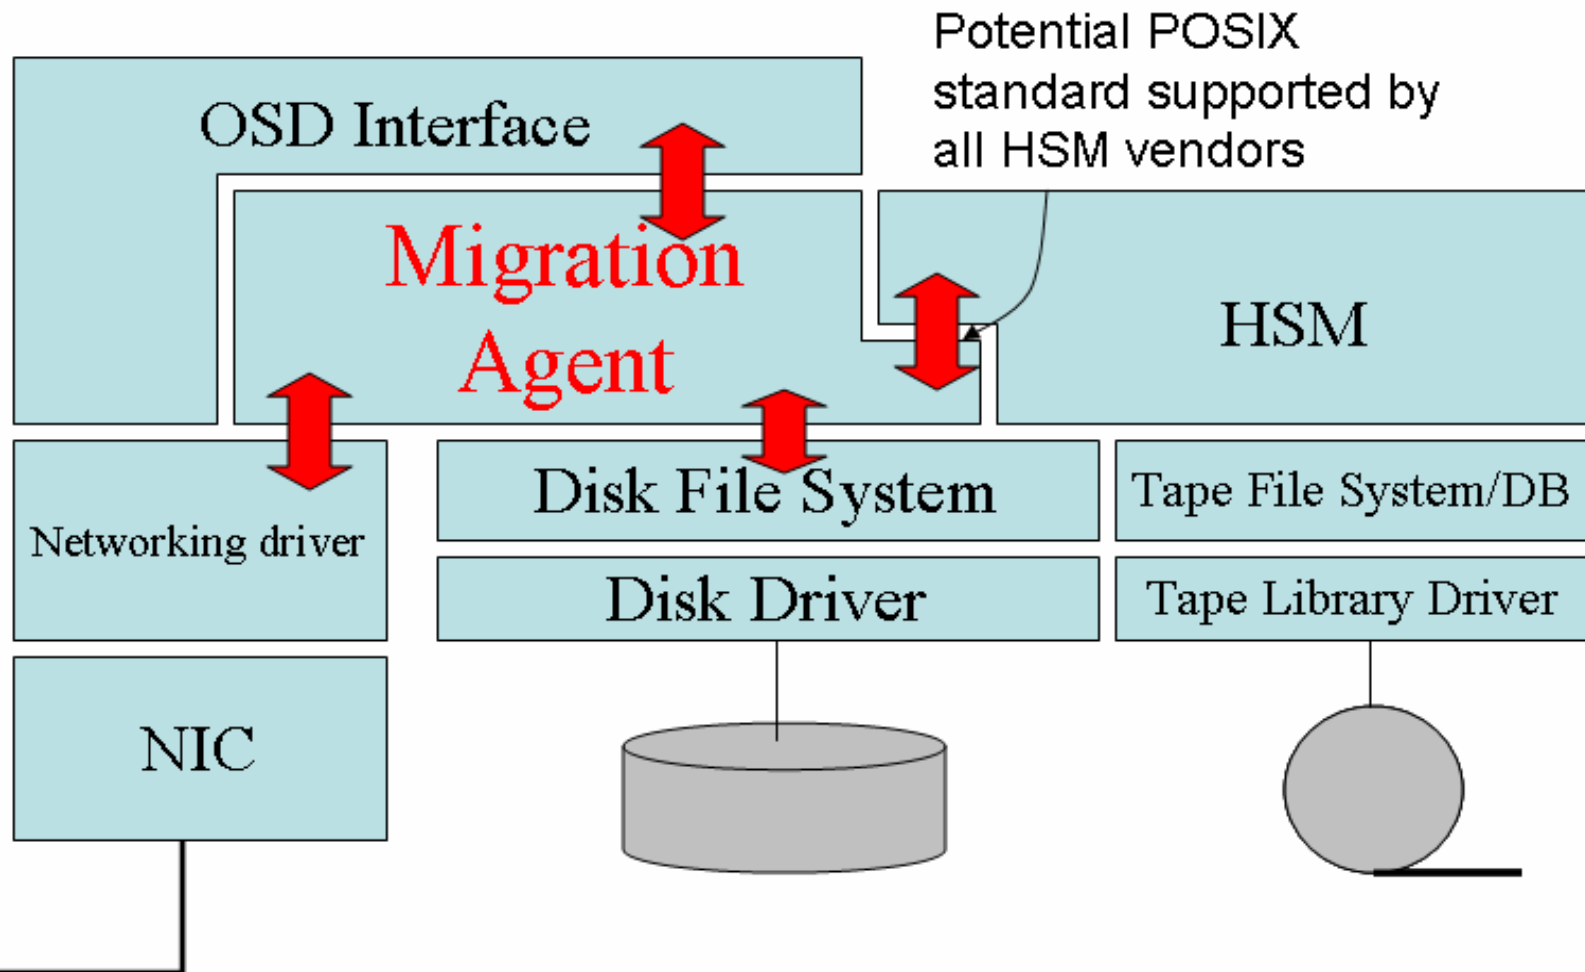 Potential POSIX
standard supported by
all HSM vendors
OSD Interface
Migration
Agent
HSM
Disk File System
Tape File System/DB
Networking driver
Disk Driver
Tape Library Driver
NIC